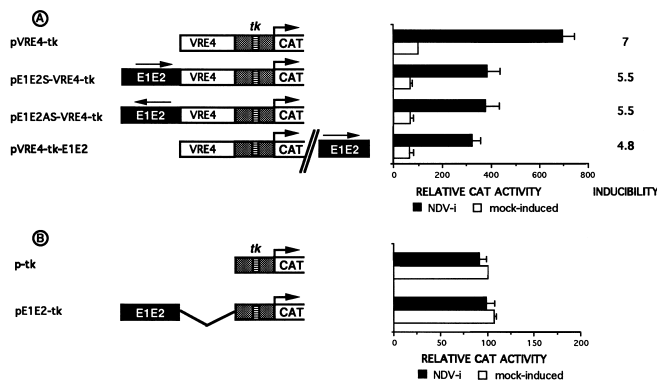 A
tk
pVRE4-tk VRE4 CAT 7
pE1E2S-VRE4-tk E1E2 VRE4 CAT 5.5
pE1E2AS-VRE4-tk E1E2 VRE4 CAT 5.5
pVRE4-tk-E1E2 VRE4 CAT E1E2 4.8
0 200 400 600 800
RELATIVE CAT ACTIVITY INDUCIBILITY
NDV-i mock-induced
B
tk
p-tk CAT
pE1E2-tk E1E2 CAT
0 50 100 150 200
RELATIVE CAT ACTIVITY
NDV-i mock-induced